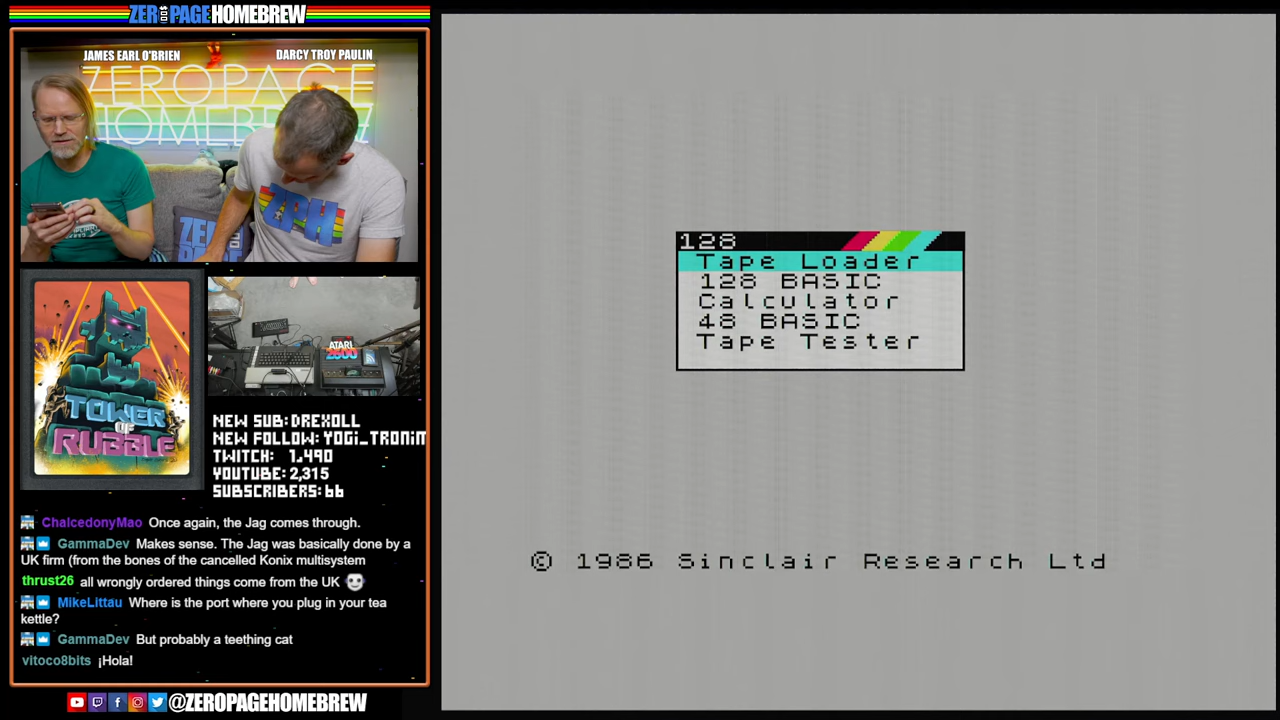 ZEROPAGEHOMEBREW
JAMES EARL O'BRIEN
DARCY TROY PAULIN
ZEROPAGE
HOMEBREW
ZPH
ATARI
2600
TOWER
OF
RUBBLE
NEW SUB: DREXOLL
NEW FOLLOW: YOGI_TRONIM
TWITCH: 1,490
YOUTUBE: 2,315
SUBSCRIBERS: 66
ChalcedonyMao Once again, the Jag comes through.
GammaDev Makes sense. The Jag was basically done by a
UK firm (from the bones of the cancelled Konix multisystem
thrust26 all wrongly ordered things come from the UK
MikeLittau Where is the port where you plug in your tea
kettle?
GammaDev But probably a teething cat
vitoco8bits ¡Hola!
@ZEROPAGEHOMEBREW
128
Tape Loader
128 BASIC
Calculator
48 BASIC
Tape Tester
© 1986 Sinclair Research Ltd